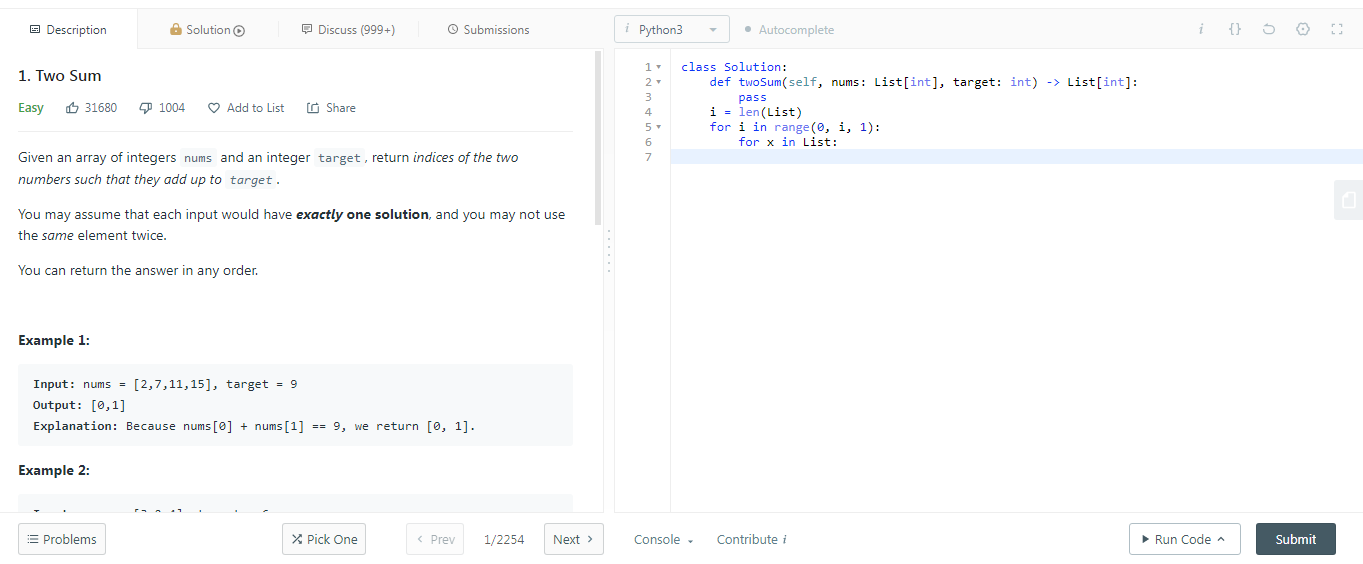 Description
Solution
Discuss (999+)
Submissions
i Python3
Autocomplete
i {}
1. Two Sum
Easy 31680 1004 Add to List Share
Given an array of integers nums and an integer target, return indices of the two
numbers such that they add up to target.
You may assume that each input would have exactly one solution, and you may not use
the same element twice.
You can return the answer in any order.
Example 1:
Input: nums = [2,7,11,15], target = 9
Output: [0,1]
Explanation: Because nums[0] + nums[1] == 9, we return [0, 1].
Example 2:
1 class Solution:
2 def twoSum(self, nums: List[int], target: int) -> List[int]:
3 pass
4 i = len(List)
5 for i in range(0, i, 1):
6 for x in List:
7
Problems
Pick One
< Prev
1/2254
Next >
Console
Contribute i
Run Code
Submit